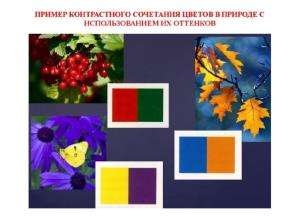 ПРИМЕР КОНТРАСТНОГО СОЧЕТАНИЯ ЦВЕТОВ В ПРИРОДЕ С
ИСПОЛЬЗОВАНИЕМ ИХ ОТТЕНКОВ